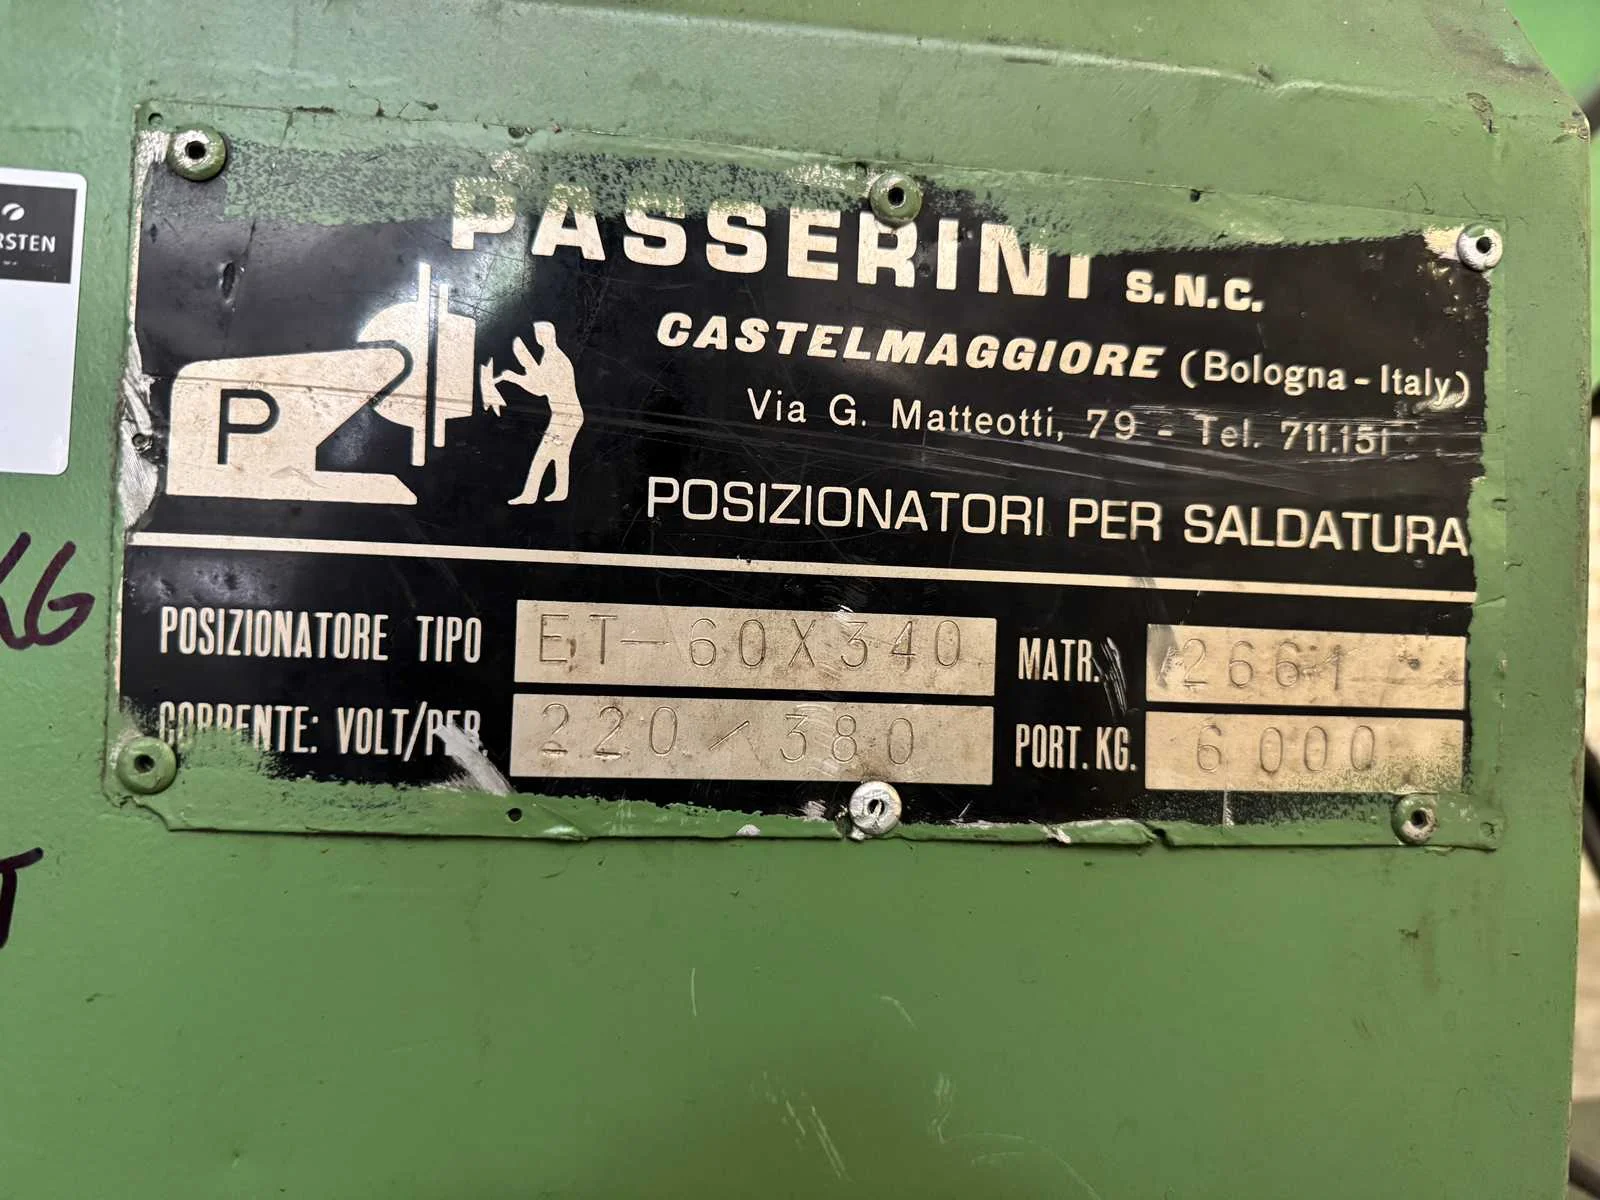 PASSERINI S.N.C.
CASTELMAGGIORE (Bologna - Italy)
Via G. Matteotti, 79 - Tel. 711.151
P
POSIZIONATORI PER SALDATURA
POSIZIONATORE TIPO ET-60X340 MATR. 2661
CORRENTE: VOLT/PER. 220/380 PORT. KG. 6000
KG